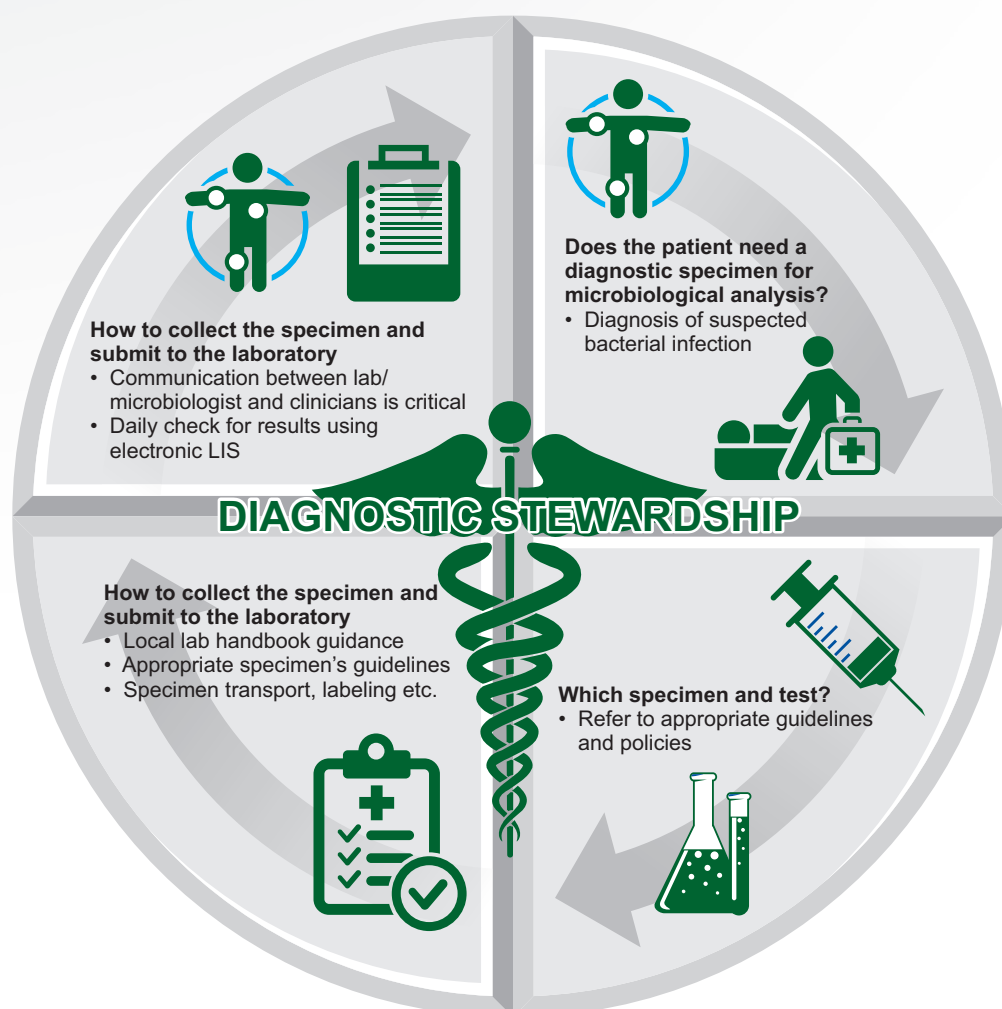 How to collect the specimen and
submit to the laboratory
• Communication between lab/
microbiologist and clinicians is critical
• Daily check for results using
electronic LIS
Does the patient need a
diagnostic specimen for
microbiological analysis?
• Diagnosis of suspected
bacterial infection
DIAGNOSTIC STEWARDSHIP
How to collect the specimen and
submit to the laboratory
• Local lab handbook guidance
• Appropriate specimen’s guidelines
• Specimen transport, labeling etc.
Which specimen and test?
• Refer to appropriate guidelines
and policies